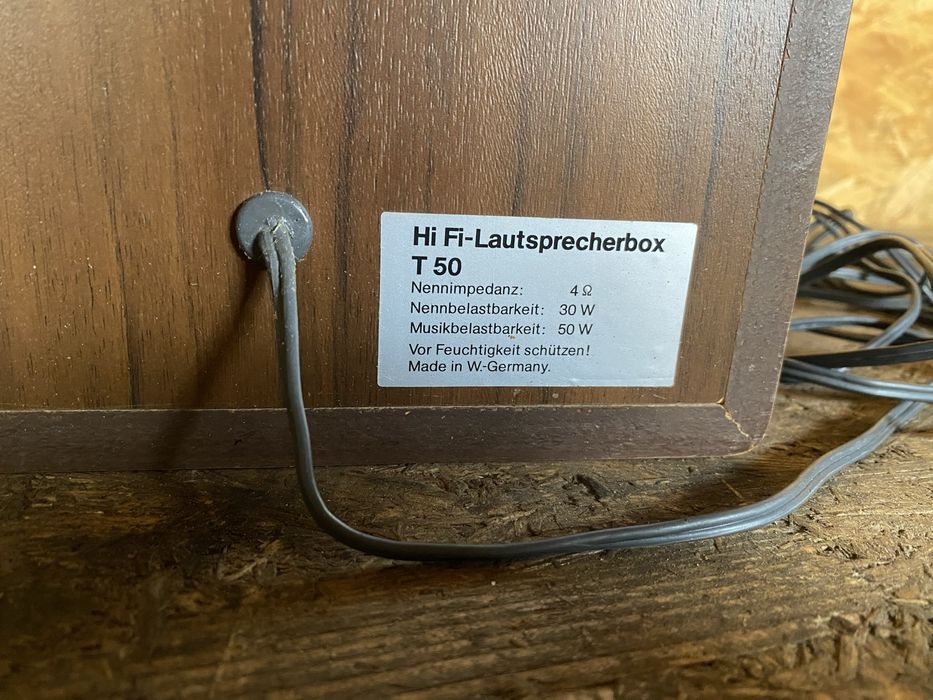 Hi Fi-Lautsprecherbox
T 50
Nennimpedanz: 4 Ω
Nennbelastbarkeit: 30 W
Musikbelastbarkeit: 50 W
Vor Feuchtigkeit schützen!
Made in W.-Germany.